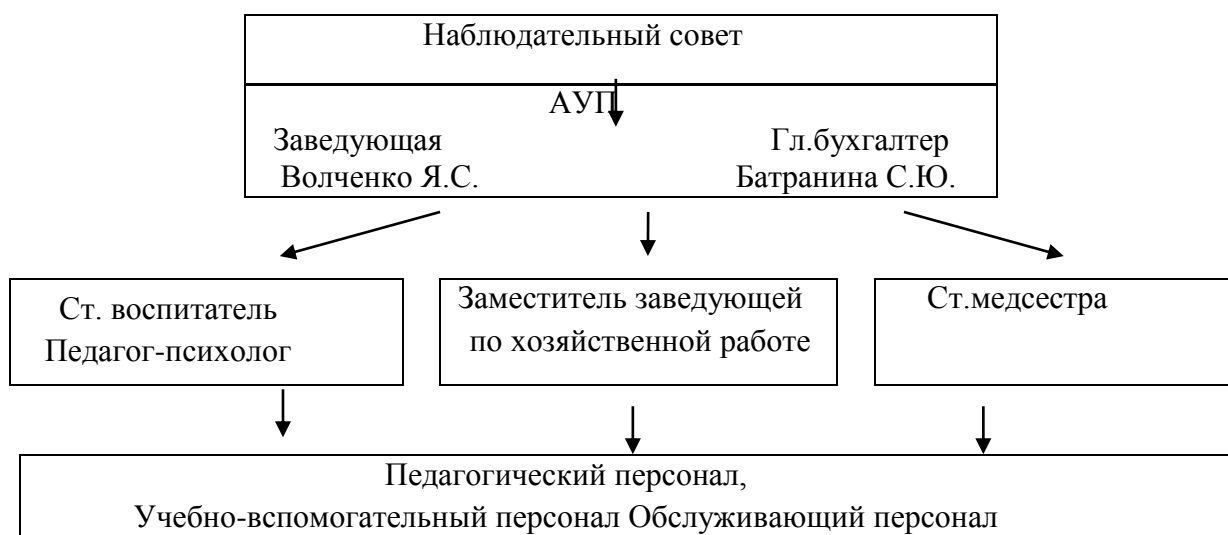 Наблюдательный совет
АУП
Заведующая Гл.бухгалтер
Волченко Я.С. Батранина С.Ю.
Ст. воспитатель
Педагог-психолог
Заместитель заведующей
по хозяйственной работе
Ст.медсестра
Педагогический персонал,
Учебно-вспомогательный персонал Обслуживающий персонал